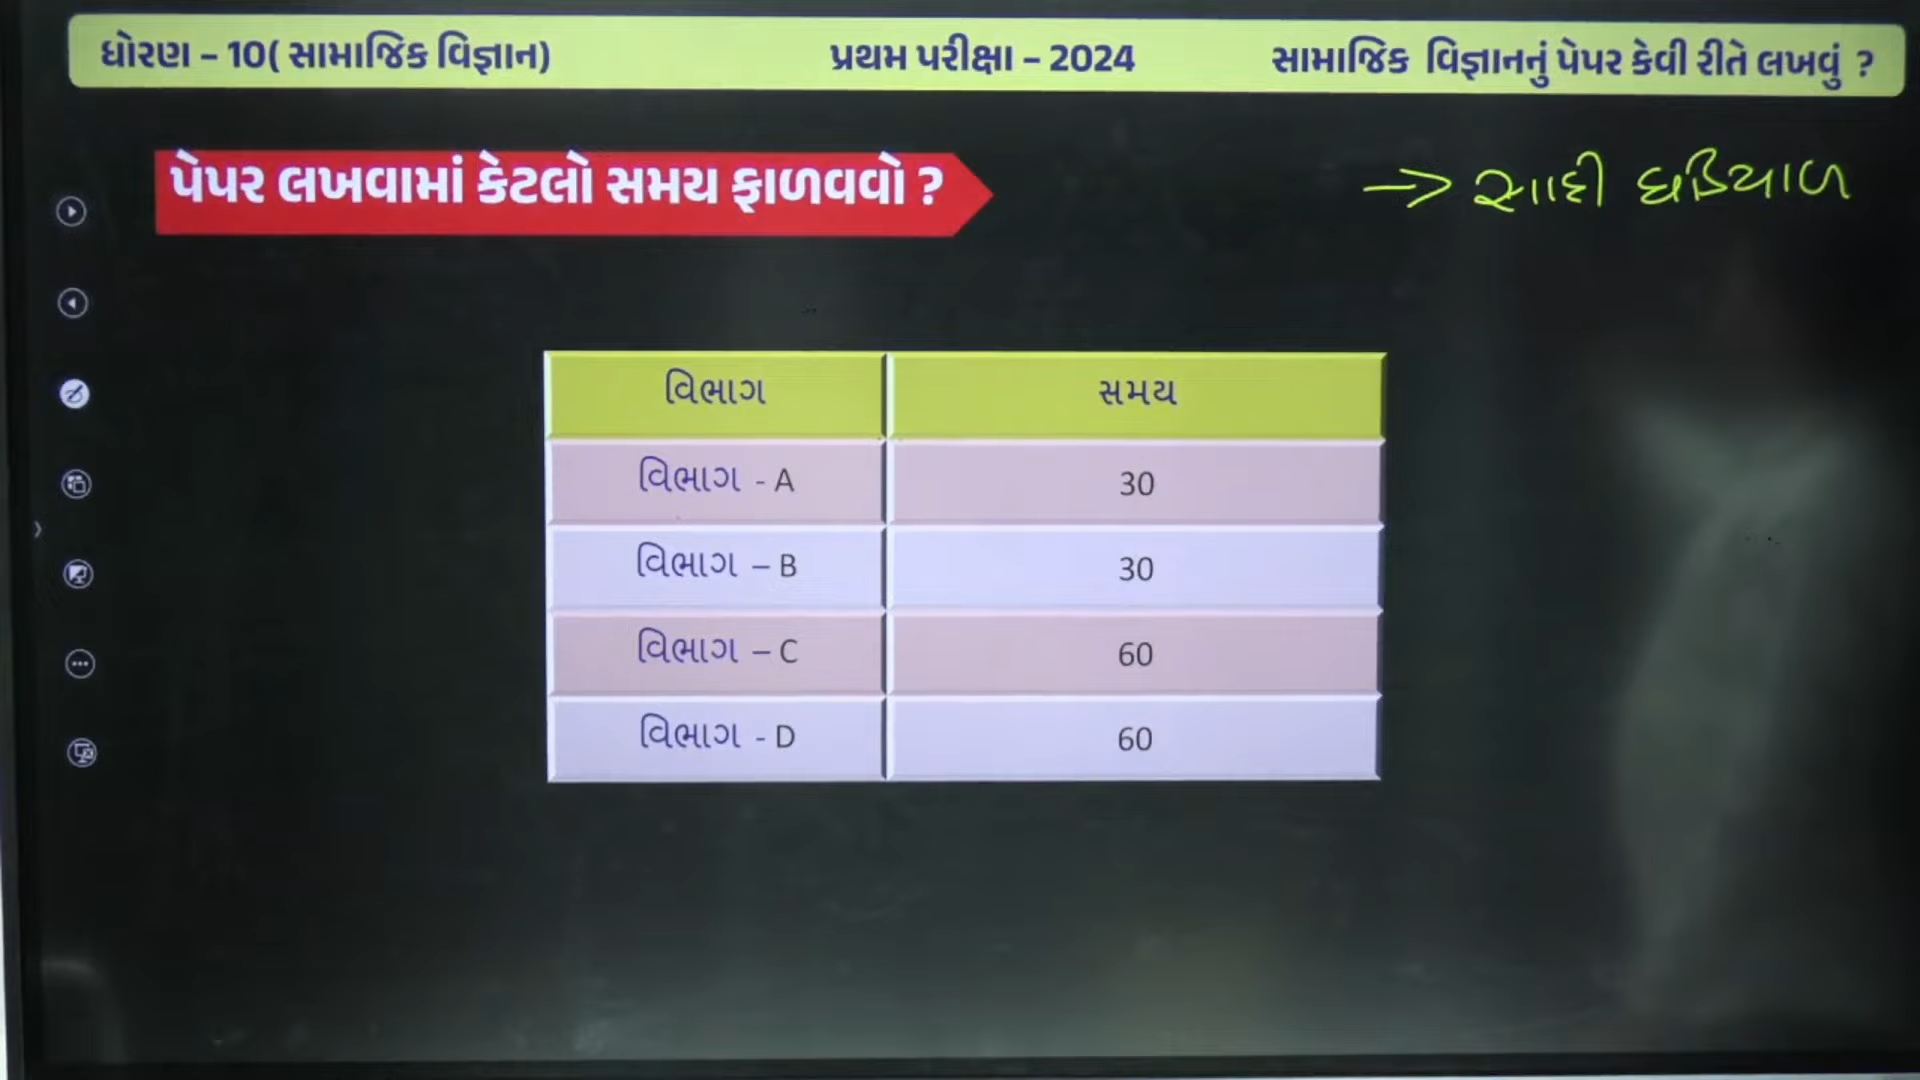 ધોરણ – 10( સામાજિક વિજ્ઞાન) પ્રથમ પરીક્ષા – 2024 સામાજિક વિજ્ઞાનનું પેપર કેવી રીતે લખવું ?
પેપર લખવામાં કેટલો સમય ફાળવવો ?
→ સાદી ઘડિયાળ
વિભાગ સમય
વિભાગ - A 30
વિભાગ – B 30
વિભાગ – C 60
વિભાગ - D 60